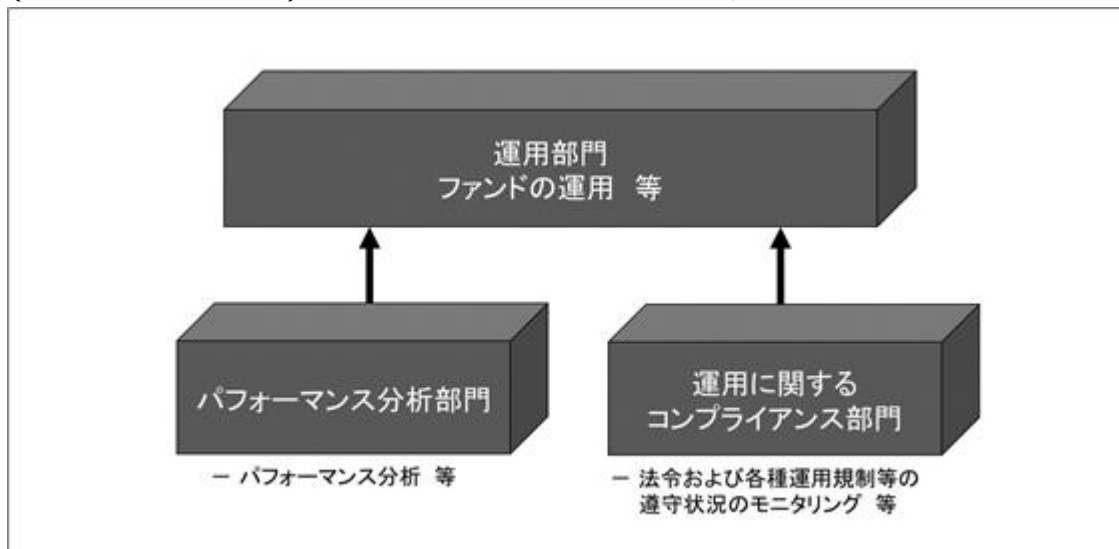 運用部門
ファンドの運用 等
パフォーマンス分析部門
－ パフォーマンス分析 等
運用に関する
コンプライアンス部門
－ 法令および各種運用規制等の
遵守状況のモニタリング 等